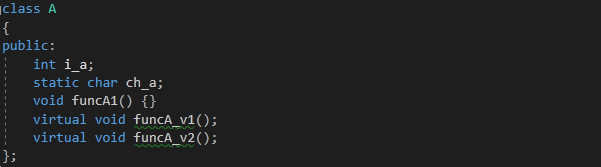 class A
{
public:
    int i_a;
    static char ch_a;
    void funcA1() {}
    virtual void funcA_v1();
    virtual void funcA_v2();
};